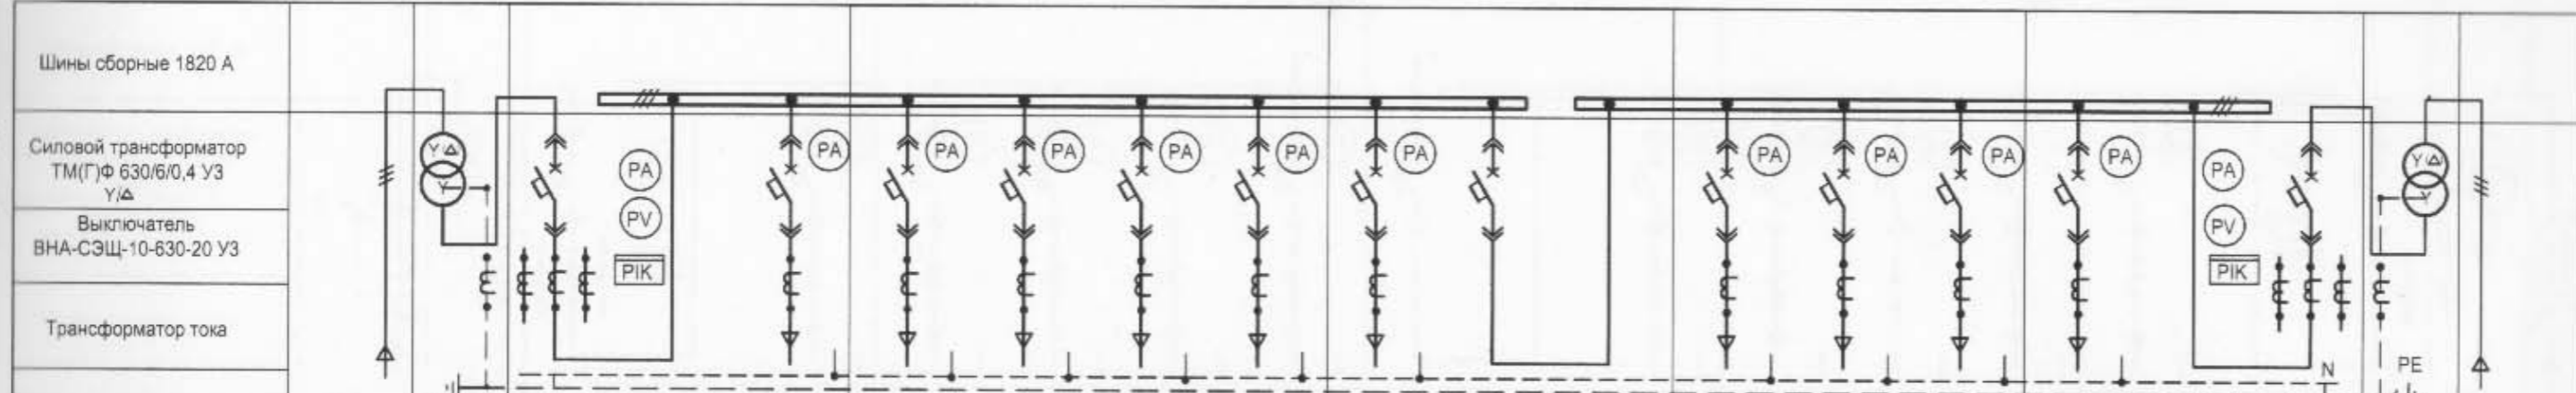 Шины сборные 1820 А
Силовой трансформатор
ТМ(Г)Ф 630/6/0,4 У3
Y/Δ
Выключатель
ВНА-СЭЩ-10-630-20 У3
Трансформатор тока
Y/Δ
Y
PA
PV
PIK
PA
PA
PA
PA
PA
PA
PA
PA
PA
PA
PA
PV
PIK
Y/Δ
Y
N
PE